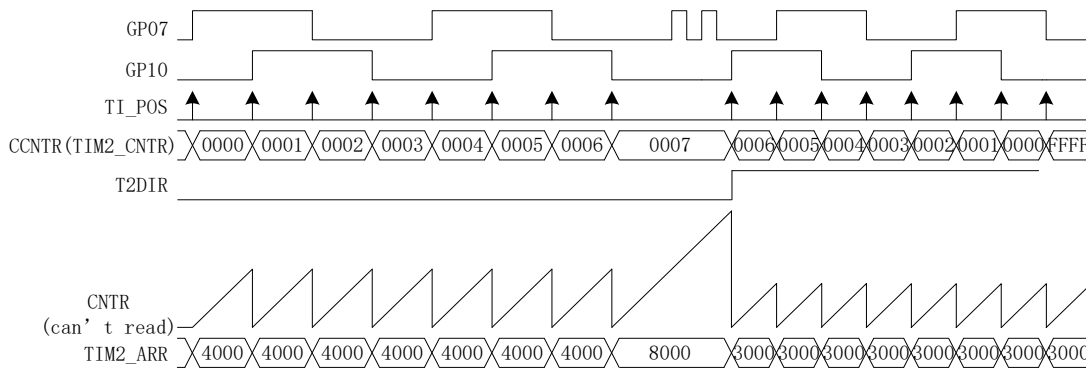 GP07
GP10
TI_POS
CCNTR(TIM2_CNTR) 0000 0001 0002 0003 0004 0005 0006 0007 0006 0005 0004 0003 0002 0001 0000 FFFF
T2DIR
CNTR
(can't read)
TIM2_ARR 4000 4000 4000 4000 4000 4000 4000 8000 3000 3000 3000 3000 3000 3000 3000 3000